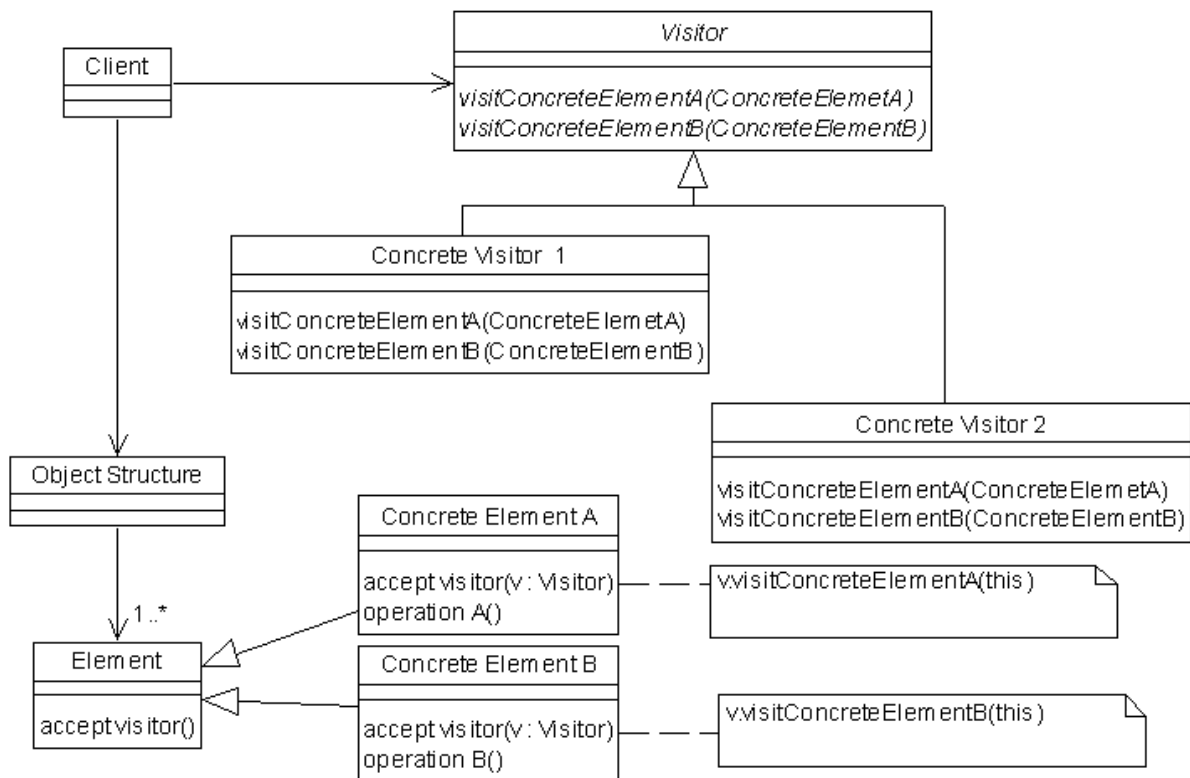 Visitor
visitConcreteElementA(ConcreteElemetA)
visitConcreteElementB(ConcreteElementB)
Client
Concrete Visitor 1
visitConcreteElementA(ConcreteElemetA)
visitConcreteElementB(ConcreteElementB)
Concrete Visitor 2
visitConcreteElementA(ConcreteElemetA)
visitConcreteElementB(ConcreteElementB)
Object Structure
1..*
Element
accept visitor()
Concrete Element A
accept visitor(v : Visitor)
operation A()
v.visitConcreteElementA(this)
Concrete Element B
accept visitor(v : Visitor)
operation B()
v.visitConcreteElementB(this)